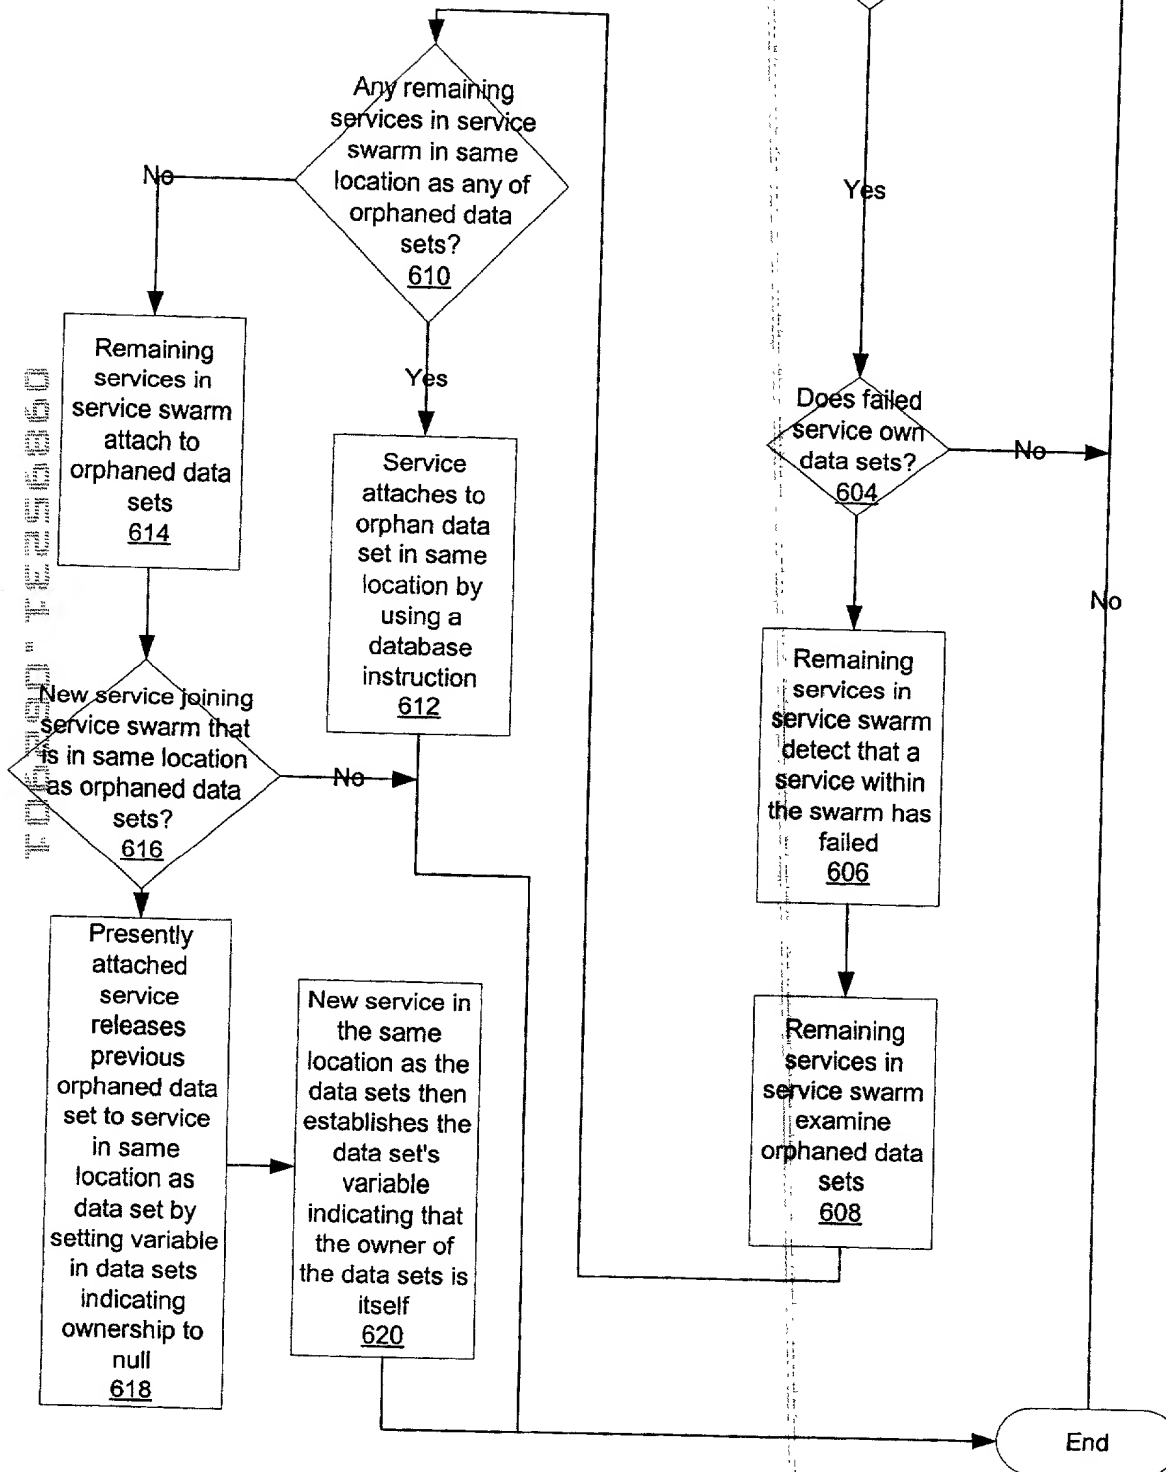 Any remaining
services in service
swarm in same
location as any of
orphaned data
sets?
610
No
Yes
Remaining
services in
service swarm
attach to
orphaned data
sets
614
Service
attaches to
orphan data
set in same
location by
using a
database
instruction
612
New service joining
service swarm that
is in same location
as orphaned data
sets?
616
No
Presently
attached
service
releases
previous
orphaned data
set to service
in same
location as
data set by
setting variable
in data sets
indicating
ownership to
null
618
New service in
the same
location as the
data sets then
establishes the
data set's
variable
indicating that
the owner of
the data sets is
itself
620
Yes
Does failed
service own
data sets?
604
No
No
Remaining
services in
service swarm
detect that a
service within
the swarm has
failed
606
Remaining
services in
service swarm
examine
orphaned data
sets
608
End